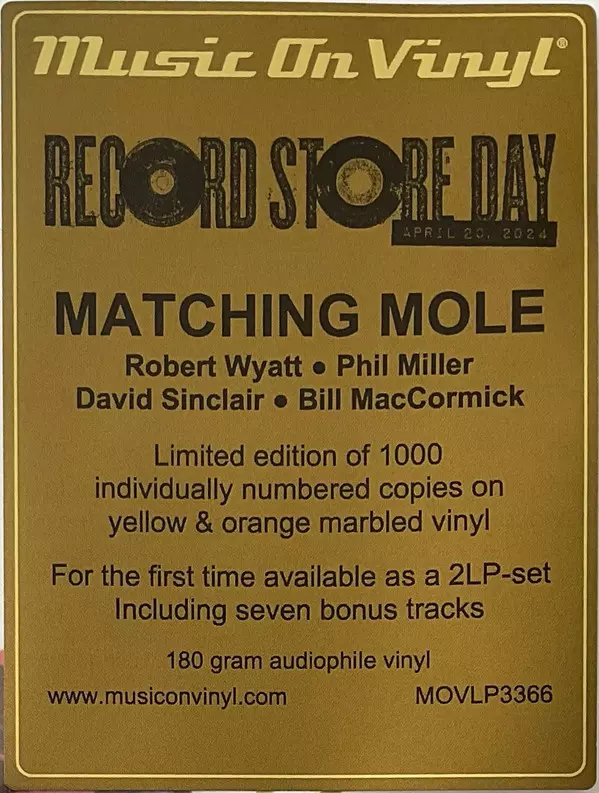 Music On Vinyl®
RECORD STORE DAY
APRIL 20, 2024
MATCHING MOLE
Robert Wyatt ● Phil Miller
David Sinclair ● Bill MacCormick
Limited edition of 1000
individually numbered copies on
yellow & orange marbled vinyl
For the first time available as a 2LP-set
Including seven bonus tracks
180 gram audiophile vinyl
www.musiconvinyl.com MOVLP3366